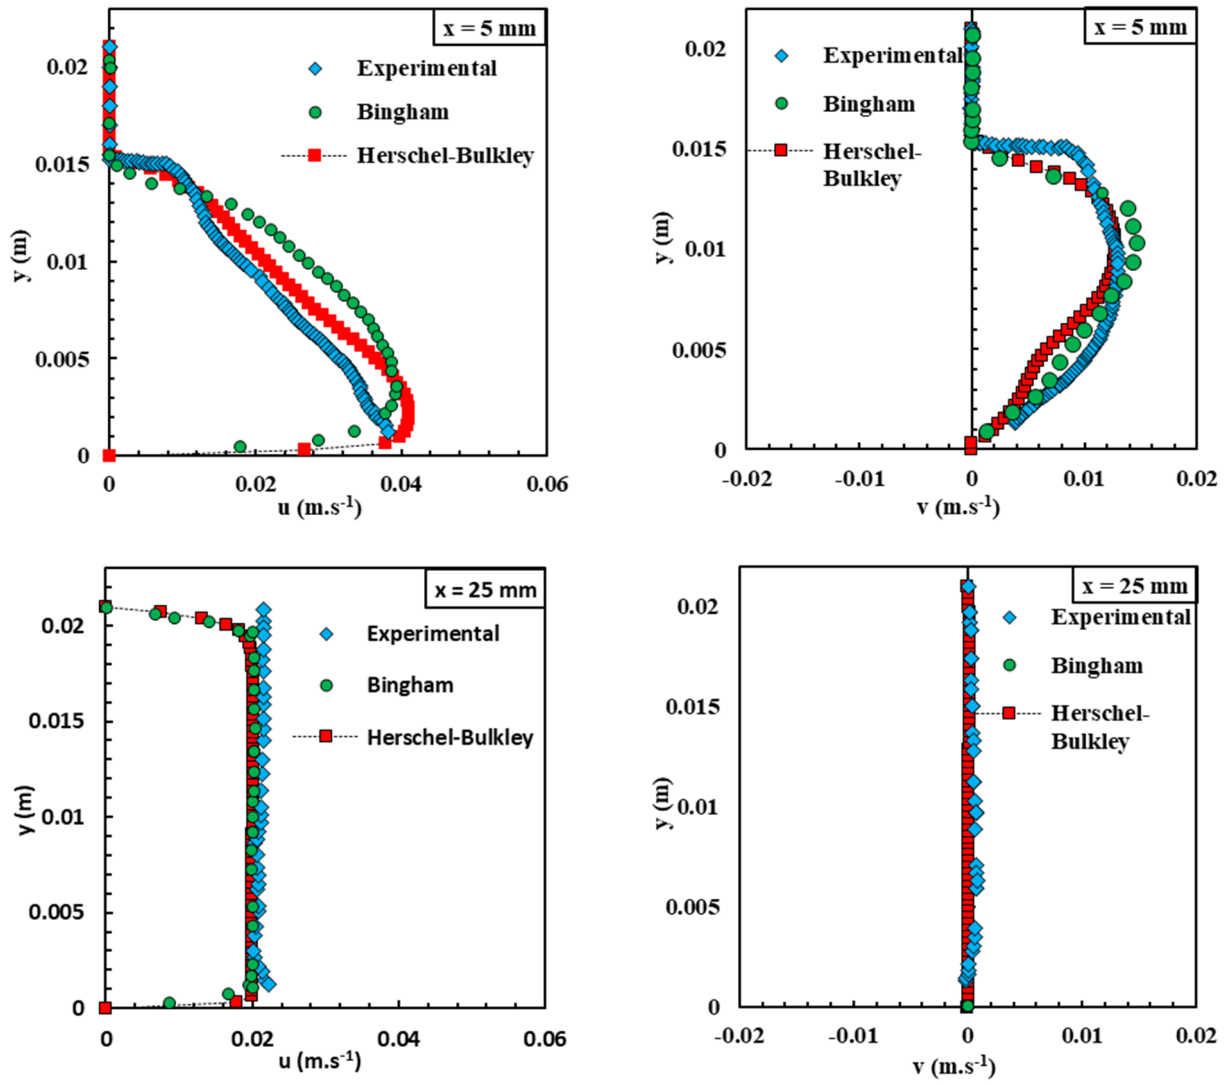 x = 5 mm
Experimental
Bingham
Herschel-Bulkley
0.02
0.015
0.01
0.005
0
y (m)
0
0.02
0.04
0.06
u (m.s-1)
x = 5 mm
Experimental
Bingham
Herschel-
Bulkley
0.02
0.015
0.01
0.005
0
y (m)
-0.02
-0.01
0
0.01
0.02
v (m.s-1)
x = 25 mm
Experimental
Bingham
Herschel-Bulkley
0.02
0.015
0.01
0.005
0
y (m)
0
0.02
0.04
0.06
u (m.s-1)
x = 25 mm
Experimental
Bingham
Herschel-
Bulkley
0.02
0.015
0.01
0.005
0
y (m)
-0.02
-0.01
0
0.01
0.02
v (m.s-1)